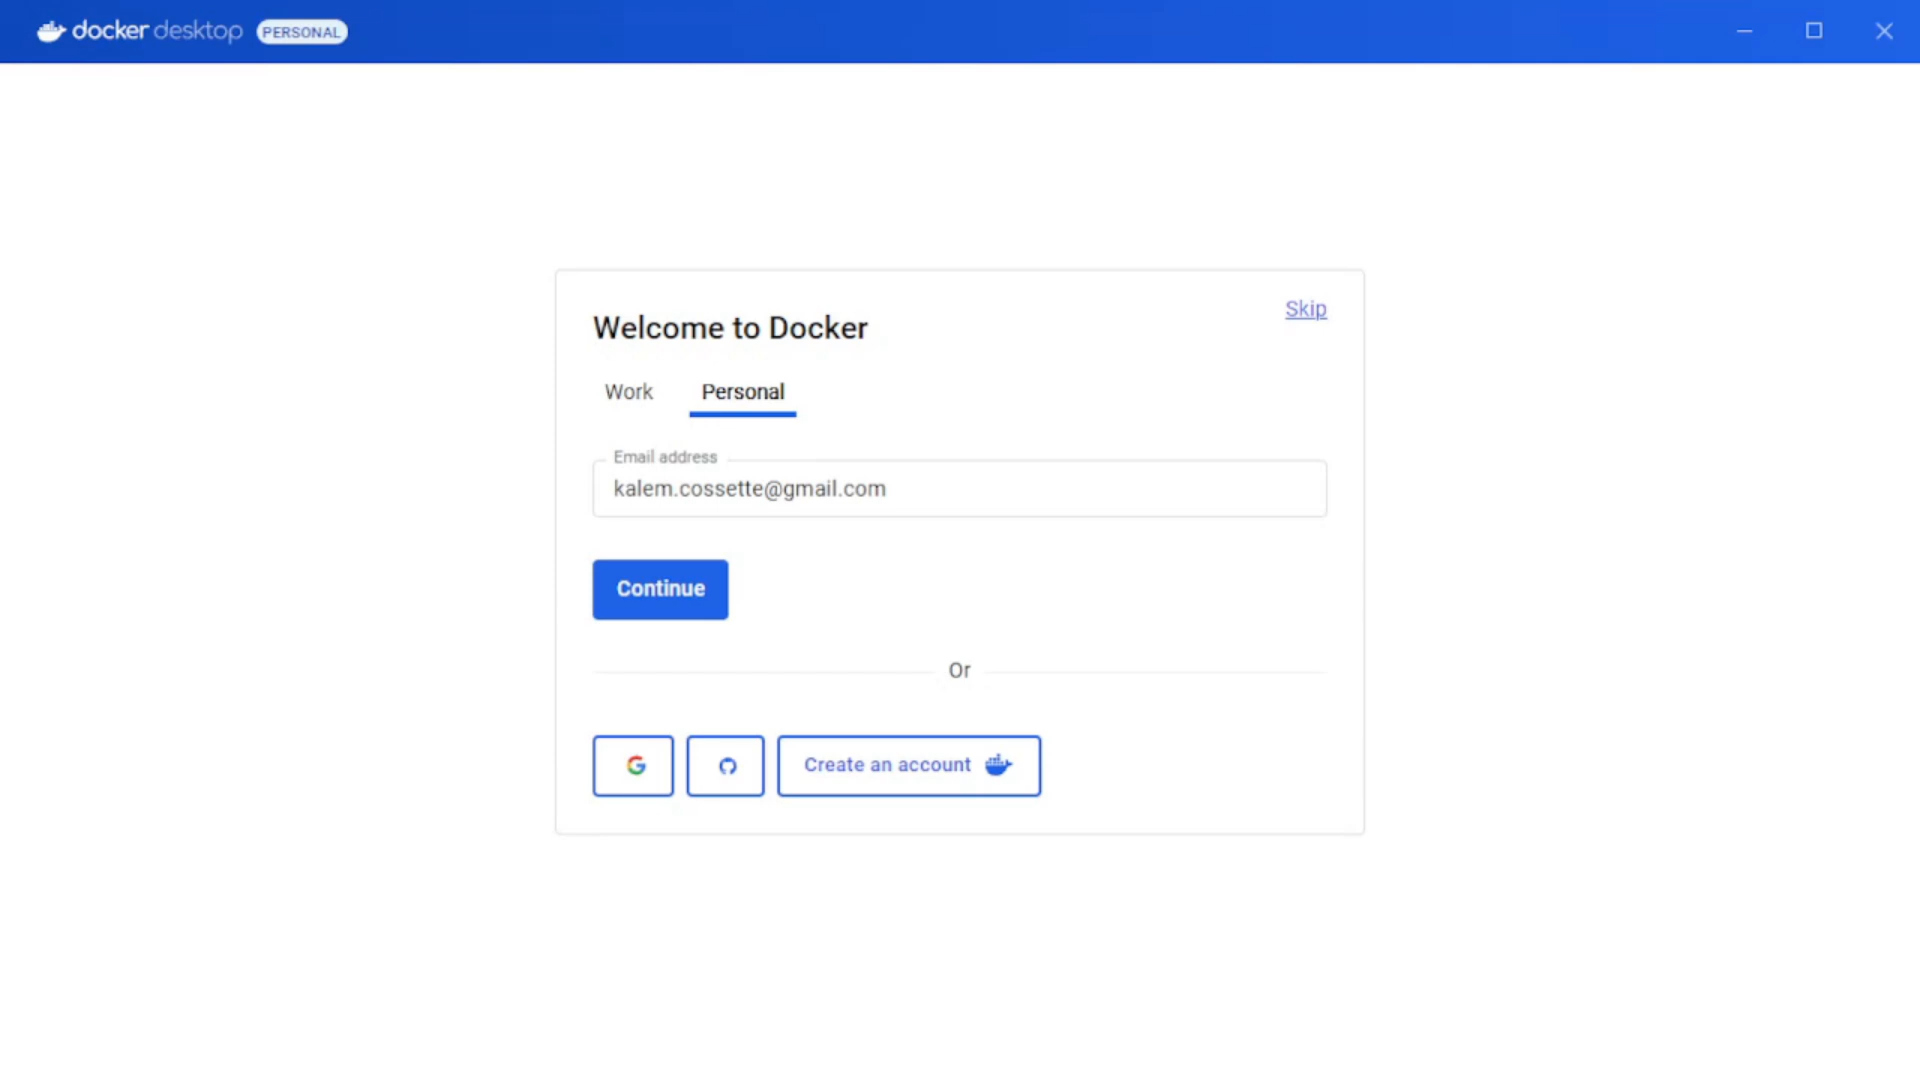 docker desktop PERSONAL
Skip
Welcome to Docker
Work Personal
Email address
kalem.cossette@gmail.com
Continue
Or
Create an account